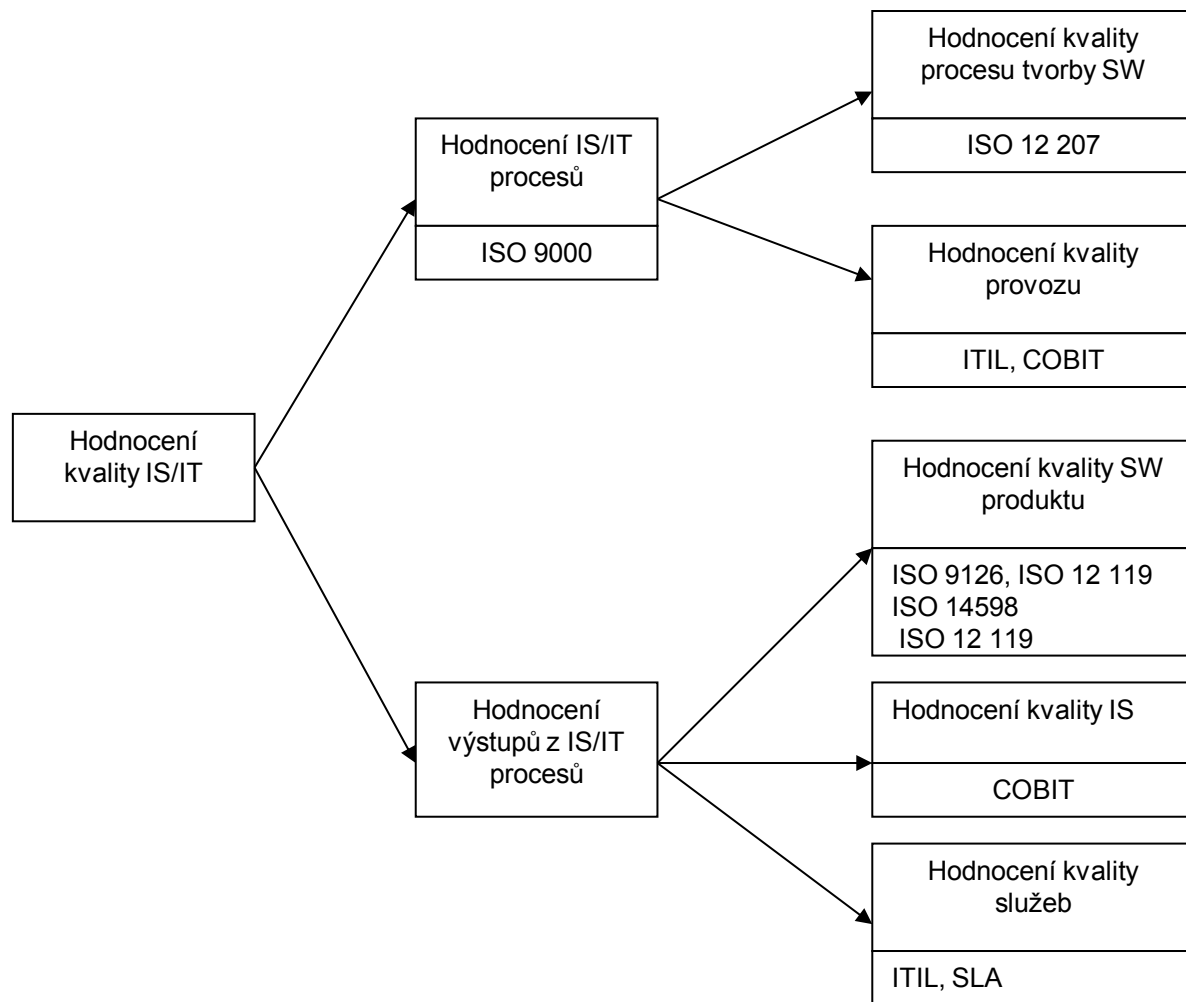 Hodnocení kvality
procesu tvorby SW
ISO 12 207
Hodnocení IS/IT
procesů
ISO 9000
Hodnocení kvality
provozu
ITIL, COBIT
Hodnocení
kvality IS/IT
Hodnocení kvality SW
produktu
ISO 9126, ISO 12 119
ISO 14598
ISO 12 119
Hodnocení
výstupů z IS/IT
procesů
Hodnocení kvality IS
COBIT
Hodnocení kvality
služeb
ITIL, SLA